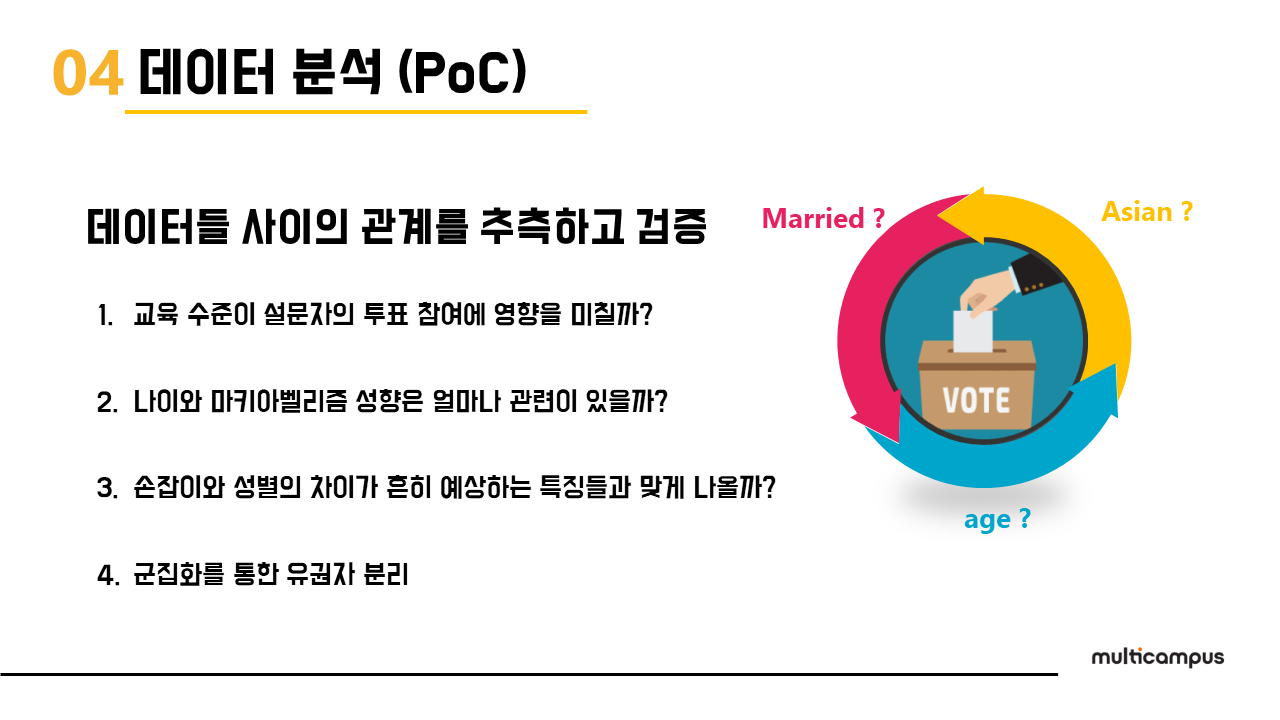 04 데이터 분석 (PoC)
데이터들 사이의 관계를 추측하고 검증
1. 교육 수준이 설문자의 투표 참여에 영향을 미칠까?
2. 나이와 마키아벨리즘 성향은 얼마나 관련이 있을까?
3. 손잡이와 성별의 차이가 흔히 예상하는 특징들과 맞게 나올까?
4. 군집화를 통한 유권자 분리
Married ?
Asian ?
VOTE
age ?
multicampus